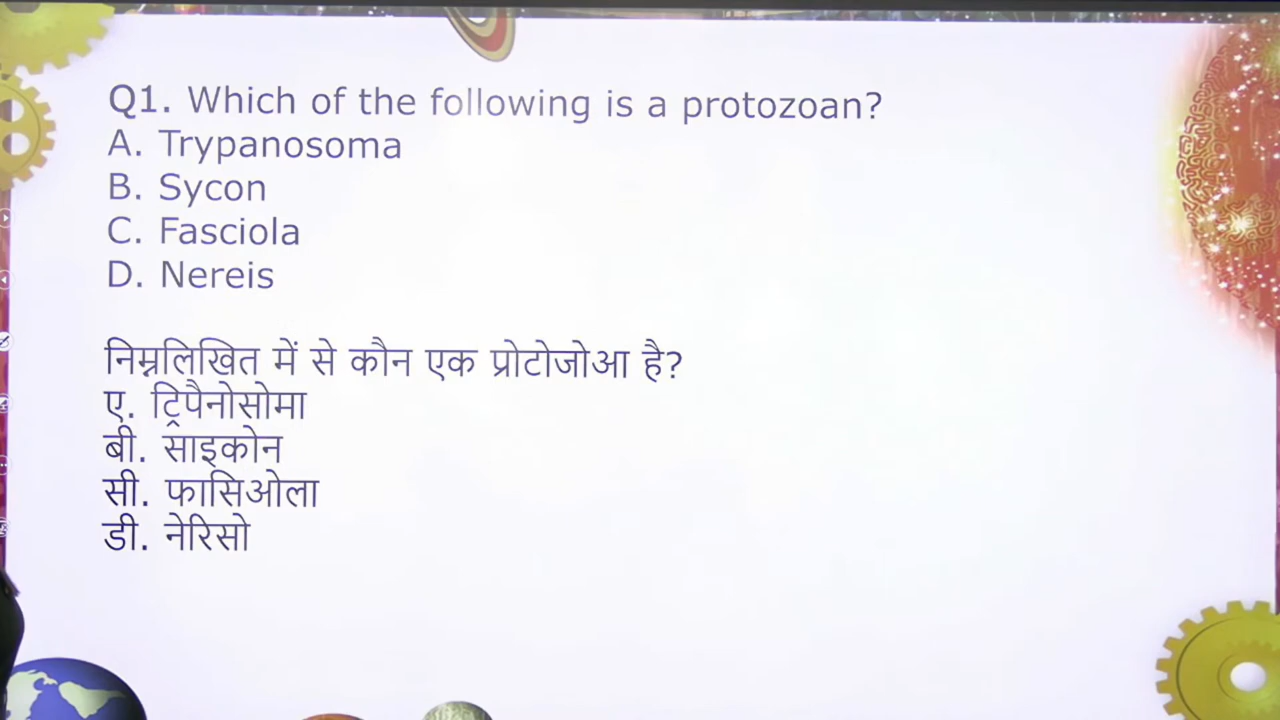 Q1. Which of the following is a protozoan?
A. Trypanosoma
B. Sycon
C. Fasciola
D. Nereis
निम्नलिखित में से कौन एक प्रोटोजोआ है?
ए. ट्रिपैनोसोमा
बी. साइकोन
सी. फासिओला
डी. नेरिसो